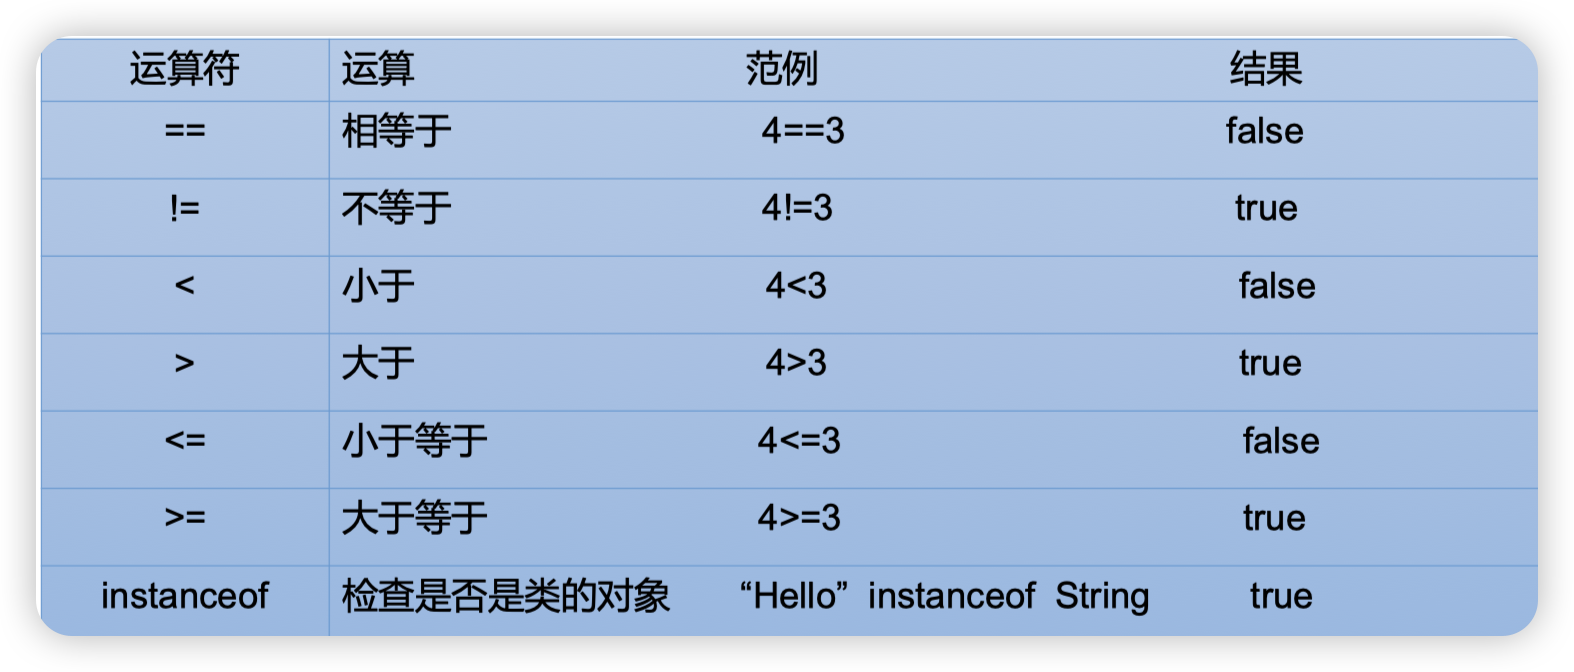 运算符 运算 范例 结果
== 相等于 4==3 false
!= 不等于 4!=3 true
< 小于 4<3 false
> 大于 4>3 true
<= 小于等于 4<=3 false
>= 大于等于 4>=3 true
instanceof 检查是否是类的对象 “Hello” instanceof String true